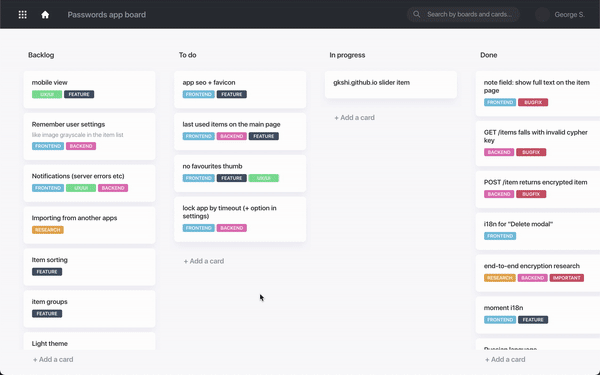 Passwords app board
Search by boards and cards...
George S.
Backlog
mobile view
UX/UI FEATURE
Remember user settings
like image grayscale in the item list
FRONTEND BACKEND
Notifications (server errors etc)
FRONTEND UX/UI BACKEND
Importing from another apps
RESEARCH
Item sorting
FEATURE
item groups
FEATURE
Light theme
+ Add a card
To do
app seo + favicon
FRONTEND FEATURE
last used items on the main page
FRONTEND BACKEND FEATURE
no favourites thumb
FRONTEND FEATURE UX/UI
lock app by timeout (+ option in
settings)
FRONTEND BACKEND
+ Add a card
In progress
gkshi.github.io slider item
+ Add a card
Done
note field: show full text on the item
page
FRONTEND BUGFIX
GET /items falls with invalid cypher
key
BACKEND BUGFIX
POST /item returns encrypted item
BACKEND BUGFIX
i18n for "Delete modal"
FRONTEND
end-to-end encryption research
RESEARCH BACKEND IMPORTANT
moment i18n
FRONTEND FEATURE
Russian language
+ Add a card